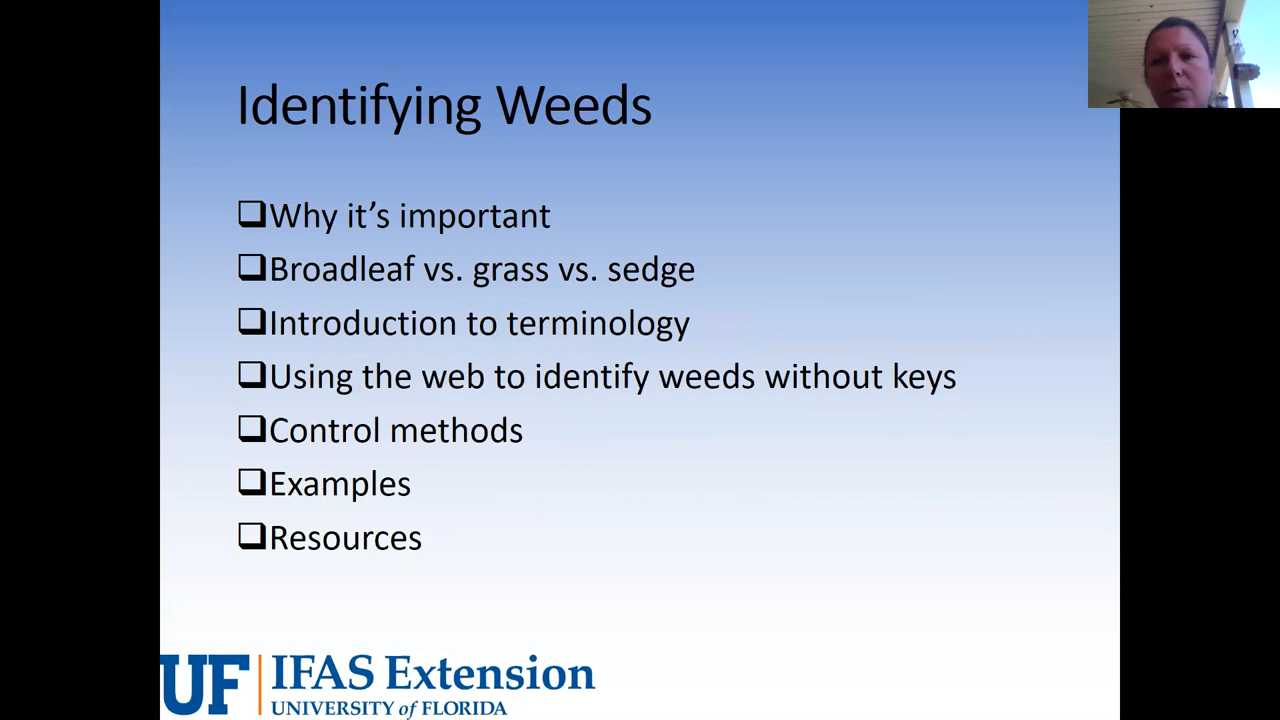 Identifying Weeds
Why it’s important
Broadleaf vs. grass vs. sedge
Introduction to terminology
Using the web to identify weeds without keys
Control methods
Examples
Resources
UF IFAS Extension
UNIVERSITY of FLORIDA